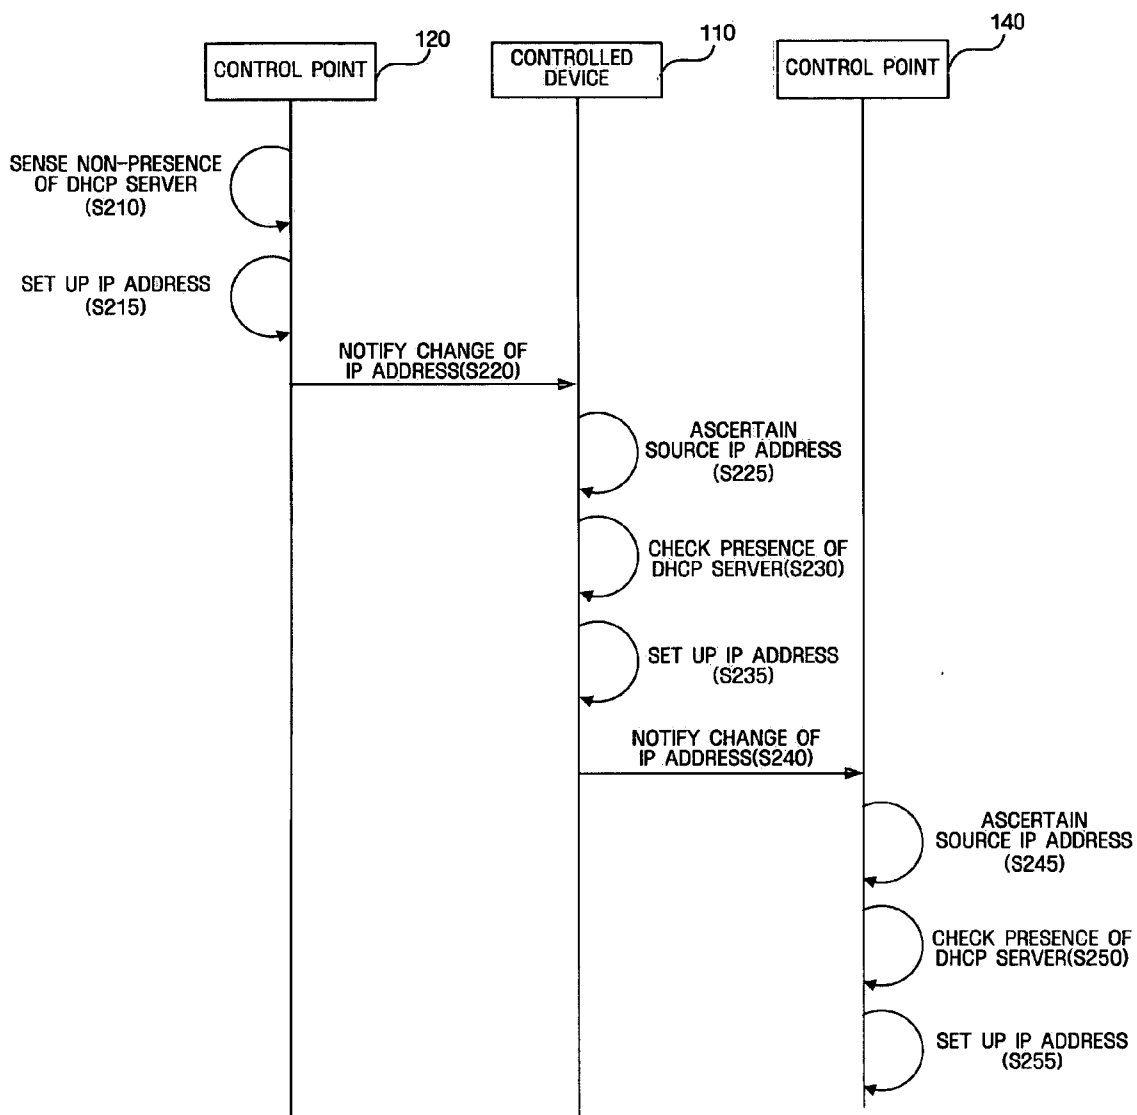 120
110
140
CONTROL POINT
CONTROLLED
DEVICE
CONTROL POINT
SENSE NON-PRESENCE
OF DHCP SERVER
(S210)
SET UP IP ADDRESS
(S215)
NOTIFY CHANGE OF
IP ADDRESS(S220)
ASCERTAIN
SOURCE IP ADDRESS
(S225)
CHECK PRESENCE OF
DHCP SERVER(S230)
SET UP IP ADDRESS
(S235)
NOTIFY CHANGE OF
IP ADDRESS(S240)
ASCERTAIN
SOURCE IP ADDRESS
(S245)
CHECK PRESENCE OF
DHCP SERVER(S250)
SET UP IP ADDRESS
(S255)